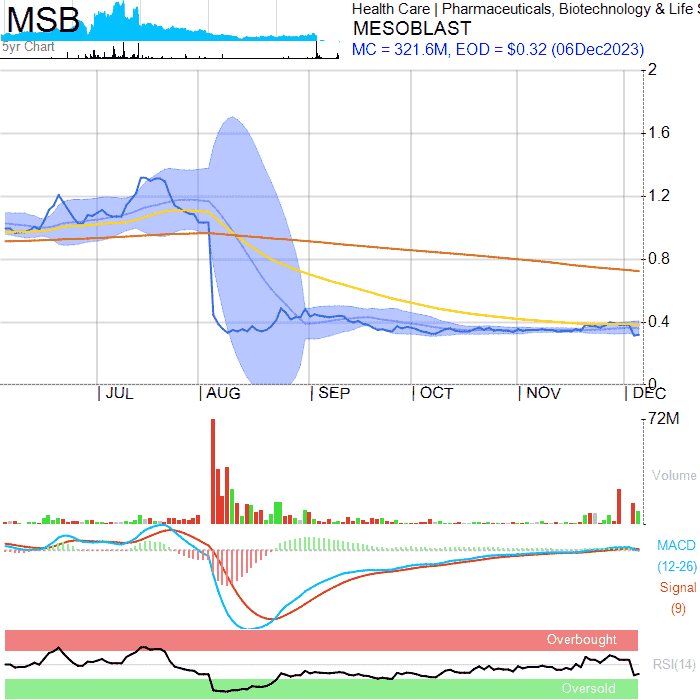 MSB
5yr Chart
Health Care | Pharmaceuticals, Biotechnology & Life S
MESOBLAST
MC = 321.6M, EOD = $0.32 (06Dec2023)
2
1.6
1.2
0.8
0.4
0
JUL AUG SEP OCT NOV DEC
72M
Volume
MACD
(12-26)
Signal
(9)
Overbought
RSI(14)
Oversold